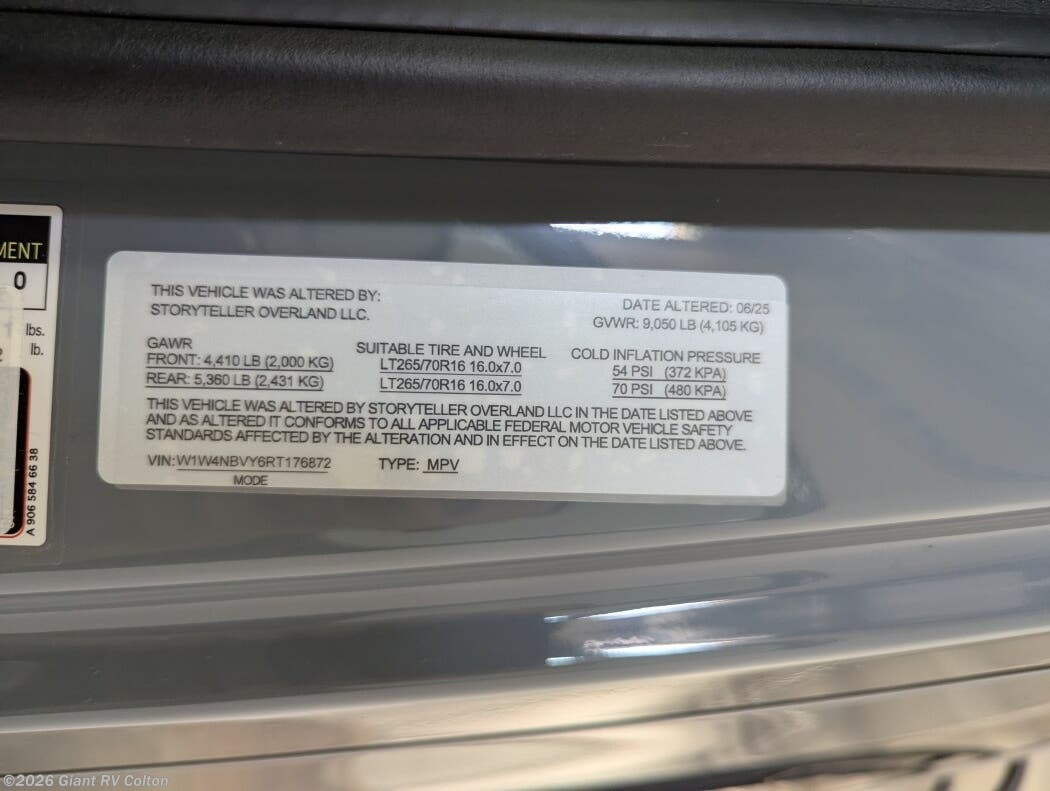 MENT
0
lbs.
lb.
A 906 584 66 38
THIS VEHICLE WAS ALTERED BY:
STORYTELLER OVERLAND LLC.
DATE ALTERED: 06/25
GVWR: 9,050 LB (4,105 KG)
GAWR SUITABLE TIRE AND WHEEL COLD INFLATION PRESSURE
FRONT: 4,410 LB (2,000 KG) LT265/70R16 16.0x7.0 54 PSI (372 KPA)
REAR: 5,360 LB (2,431 KG) LT265/70R16 16.0x7.0 70 PSI (480 KPA)
THIS VEHICLE WAS ALTERED BY STORYTELLER OVERLAND LLC IN THE DATE LISTED ABOVE
AND AS ALTERED IT CONFORMS TO ALL APPLICABLE FEDERAL MOTOR VEHICLE SAFETY
STANDARDS AFFECTED BY THE ALTERATION AND IN EFFECT ON THE DATE LISTED ABOVE.
VIN: W1W4NBVY6RT176872 TYPE: MPV
MODE
©2026 Giant RV Colton